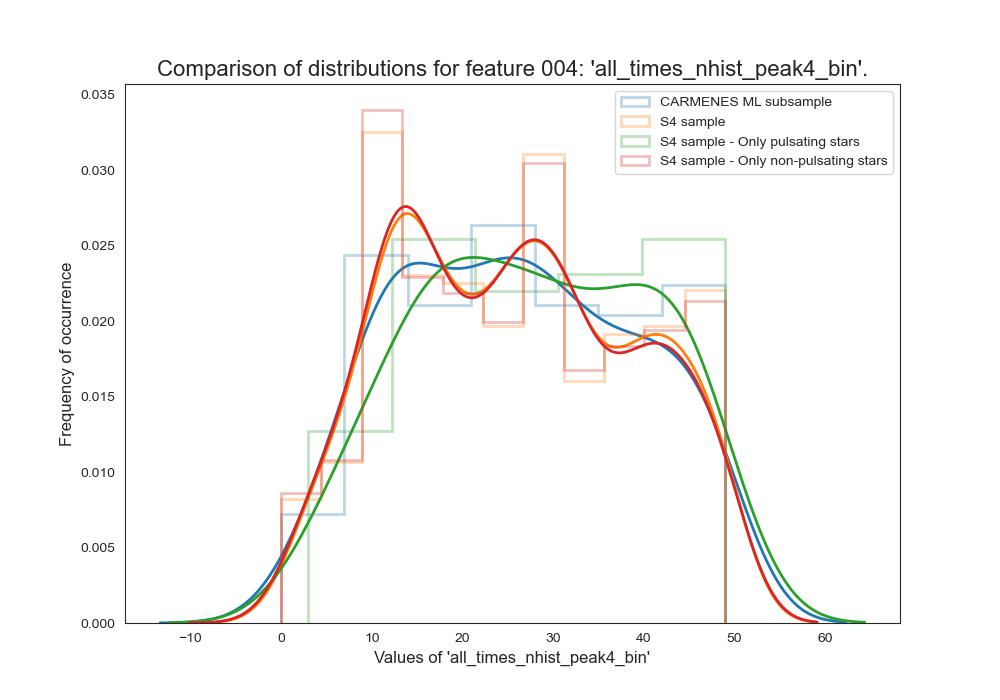 Comparison of distributions for feature 004: 'all_times_nhist_peak4_bin'.
CARMENES ML subsample
S4 sample
S4 sample - Only pulsating stars
S4 sample - Only non-pulsating stars
Frequency of occurrence
0.035
0.030
0.025
0.020
0.015
0.010
0.005
0.000
−10 0 10 20 30 40 50 60
Values of 'all_times_nhist_peak4_bin'